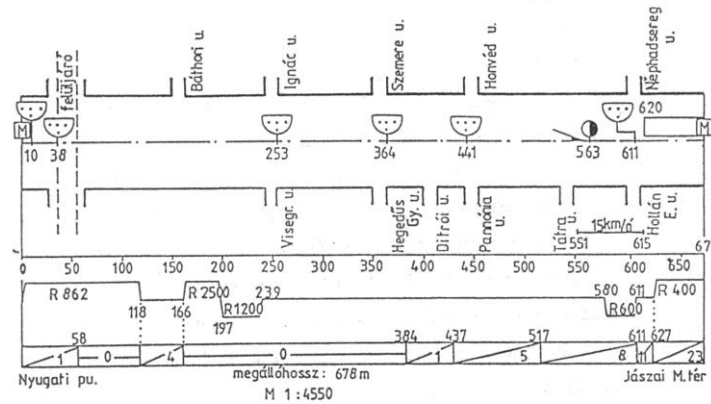 felüljáró
Báthori u.
Ignác u.
Szemere u.
Honvéd u.
Néphadsereg u.
620
M
M
10
38
253
364
441
563
611
Visegr. u.
Hegedűs Gy. u.
Ditrói u.
Pannónia u.
Tátra u.
15km/ó
Hollán E. u.
551
615
67
0 50 100 150 200 250 300 350 400 450 500 550 600 650
R 862
R 2500
239
580
611
R 400
118
166
R1200
R600
197
58
384
437
517
611
627
1
0
4
0
1
5
8
11
23
Nyugati pu.
megállóhossz: 678m
Jászai M.tér
M 1:4550